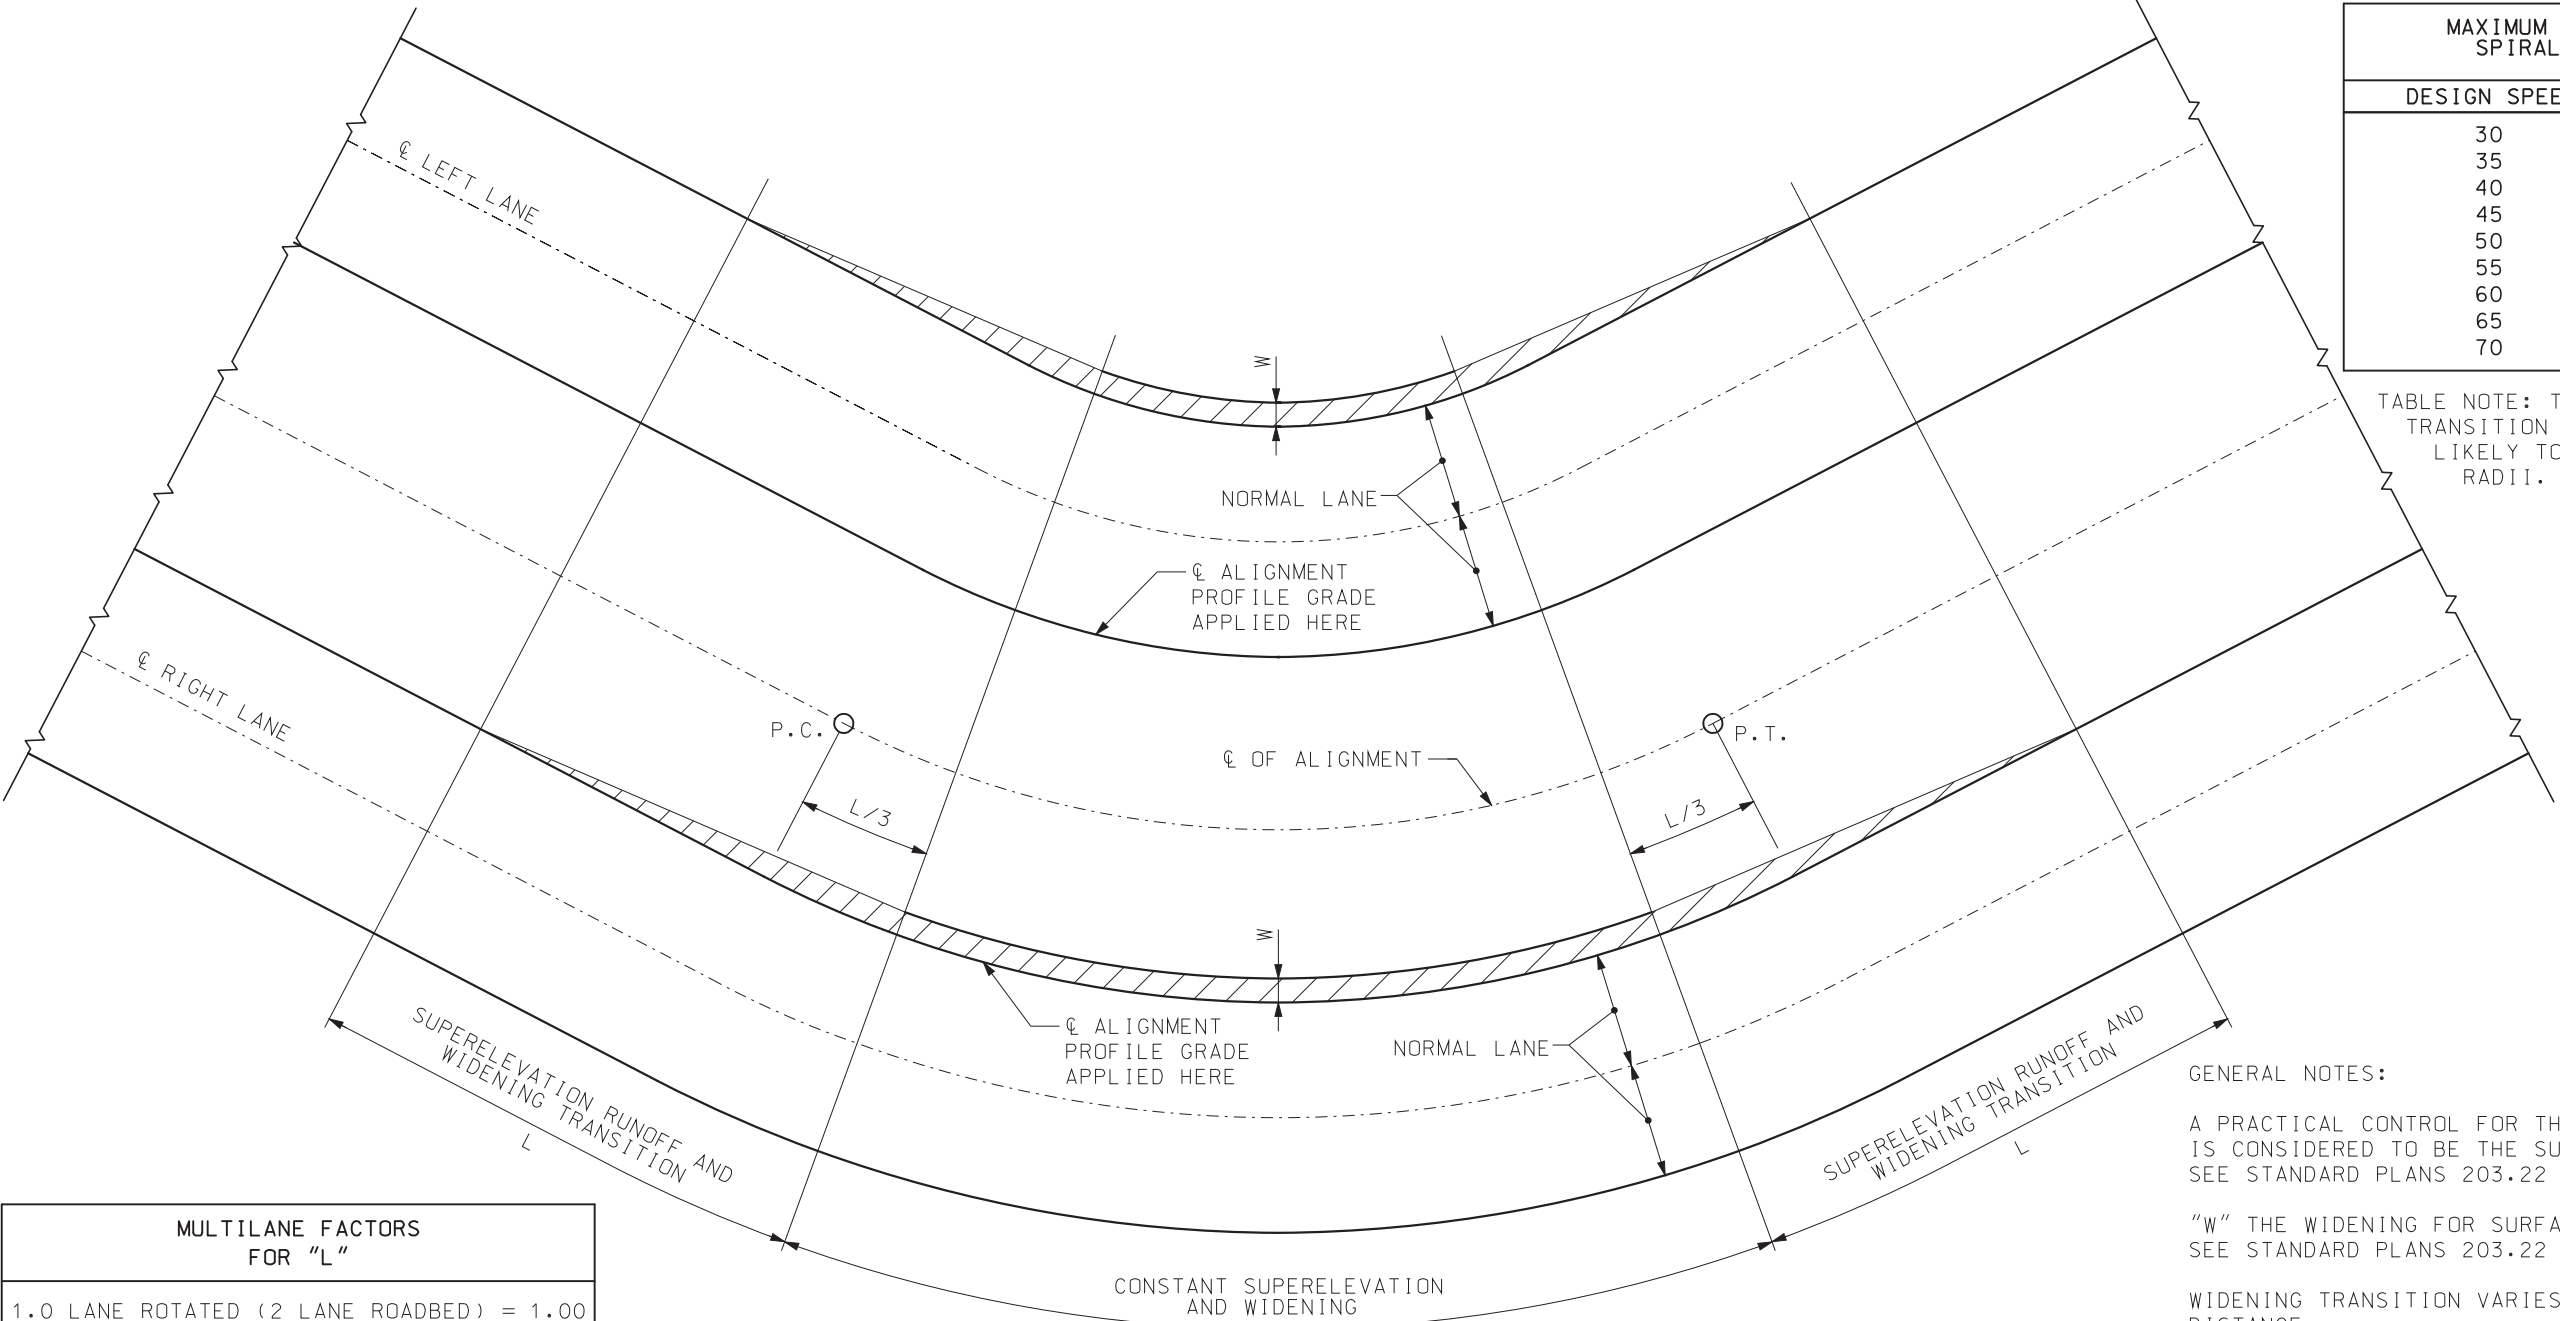 MAXIMUM
SPIRAL
DESIGN SPEE
30
35
40
45
50
55
60
65
70
TABLE NOTE: T
TRANSITION
LIKELY TO
RADII.
℄ LEFT LANE
W
NORMAL LANE
℄ ALIGNMENT
PROFILE GRADE
APPLIED HERE
℄ RIGHT LANE
P.C.
P.T.
℄ OF ALIGNMENT
L/3
L/3
W
℄ ALIGNMENT
PROFILE GRADE
APPLIED HERE
NORMAL LANE
SUPERELEVATION RUNOFF AND
WIDENING TRANSITION
L
SUPERELEVATION RUNOFF AND
WIDENING TRANSITION
L
CONSTANT SUPERELEVATION
AND WIDENING
MULTILANE FACTORS
FOR "L"
1.0 LANE ROTATED (2 LANE ROADBED) = 1.00
GENERAL NOTES:
A PRACTICAL CONTROL FOR TH
IS CONSIDERED TO BE THE SU
SEE STANDARD PLANS 203.22
"W" THE WIDENING FOR SURFA
SEE STANDARD PLANS 203.22
WIDENING TRANSITION VARIES